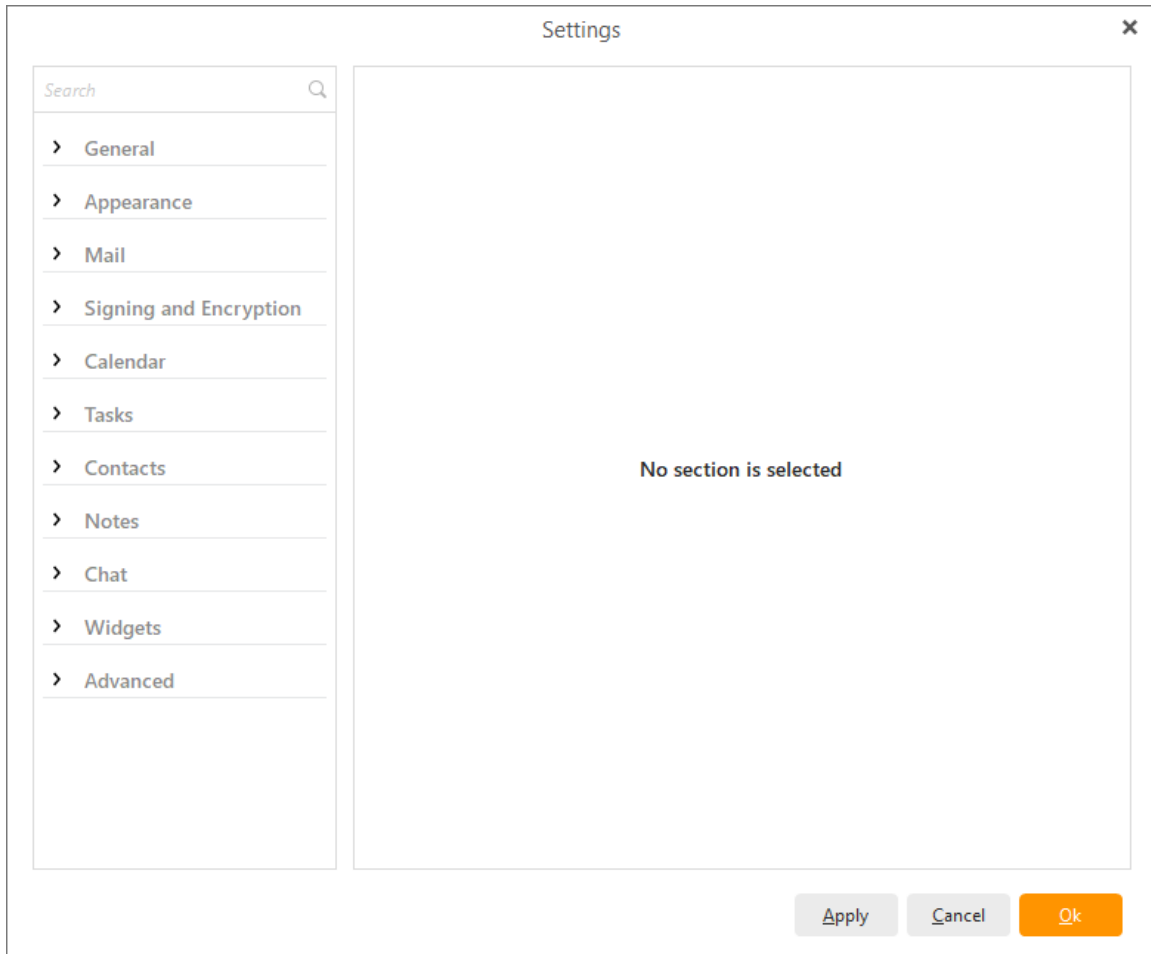 Settings
Search
General
Appearance
Mail
Signing and Encryption
Calendar
Tasks
Contacts
Notes
Chat
Widgets
Advanced
No section is selected
Apply Cancel Ok